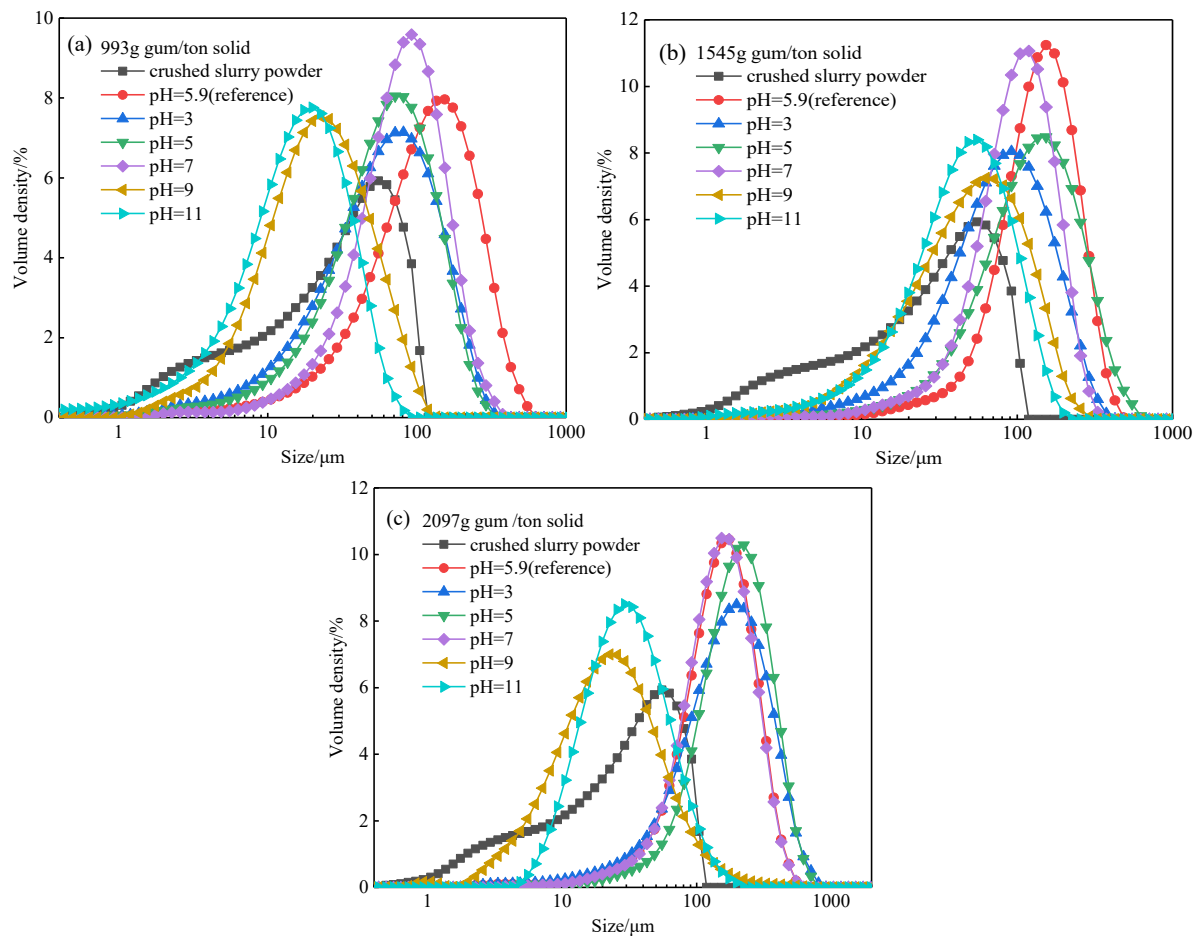 (a) 993g gum/ton solid
crushed slurry powder
pH=5.9(reference)
pH=3
pH=5
pH=7
pH=9
pH=11
Volume density/%
0
2
4
6
8
10
1
10
100
1000
Size/μm
(b) 1545g gum/ton solid
crushed slurry powder
pH=5.9(reference)
pH=3
pH=5
pH=7
pH=9
pH=11
Volume density/%
0
2
4
6
8
10
12
1
10
100
1000
Size/μm
(c) 2097g gum /ton solid
crushed slurry powder
pH=5.9(reference)
pH=3
pH=5
pH=7
pH=9
pH=11
Volume density/%
0
2
4
6
8
10
12
1
10
100
1000
Size/μm